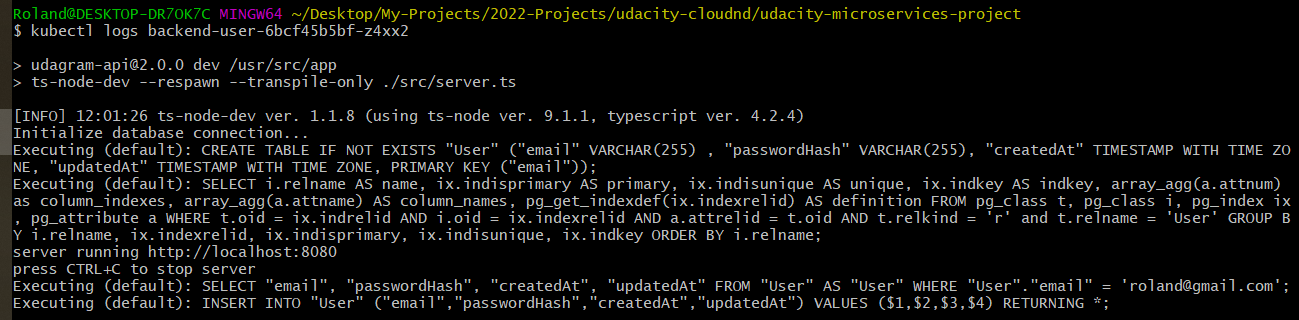 Roland@DESKTOP-DR7OK7C MINGW64 ~/Desktop/My-Projects/2022-Projects/udacity-cloudnd/udacity-microservices-project
$ kubectl logs backend-user-6bcf45b5bf-z4xx2
> udagram-api@2.0.0 dev /usr/src/app
> ts-node-dev --respawn --transpile-only ./src/server.ts
[INFO] 12:01:26 ts-node-dev ver. 1.1.8 (using ts-node ver. 9.1.1, typescript ver. 4.2.4)
Initialize database connection...
Executing (default): CREATE TABLE IF NOT EXISTS "User" ("email" VARCHAR(255) , "passwordHash" VARCHAR(255), "createdAt" TIMESTAMP WITH TIME ZO
NE, "updatedAt" TIMESTAMP WITH TIME ZONE, PRIMARY KEY ("email"));
Executing (default): SELECT i.relname AS name, ix.indisprimary AS primary, ix.indisunique AS unique, ix.indkey AS indkey, array_agg(a.attnum)
as column_indexes, array_agg(a.attname) AS column_names, pg_get_indexdef(ix.indexrelid) AS definition FROM pg_class t, pg_class i, pg_index ix
, pg_attribute a WHERE t.oid = ix.indrelid AND i.oid = ix.indexrelid AND a.attrelid = t.oid AND t.relkind = 'r' and t.relname = 'User' GROUP B
Y i.relname, ix.indexrelid, ix.indisprimary, ix.indisunique, ix.indkey ORDER BY i.relname;
server running http://localhost:8080
press CTRL+C to stop server
Executing (default): SELECT "email", "passwordHash", "createdAt", "updatedAt" FROM "User" AS "User" WHERE "User"."email" = 'roland@gmail.com';
Executing (default): INSERT INTO "User" ("email","passwordHash","createdAt","updatedAt") VALUES ($1,$2,$3,$4) RETURNING *;